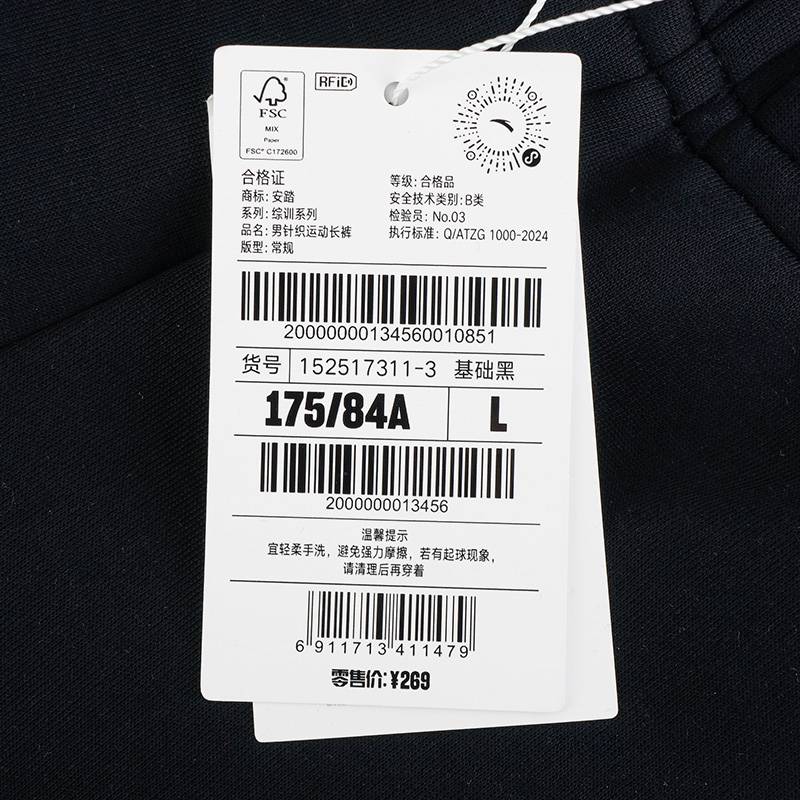 RFiD
FSC
MIX
Paper
FSC® C172600
合格证
商标: 安踏
系列: 综训系列
品名: 男针织运动长裤
版型: 常规
等级: 合格品
安全技术类别: B类
检验员: No.03
执行标准: Q/ATZG 1000-2024
20000000134560010851
货号 152517311-3 基础黑
175/84A L
2000000013456
温馨提示
宜轻柔手洗，避免强力摩擦，若有起球现象，
请清理后再穿着
6 911713 411479
零售价:¥269